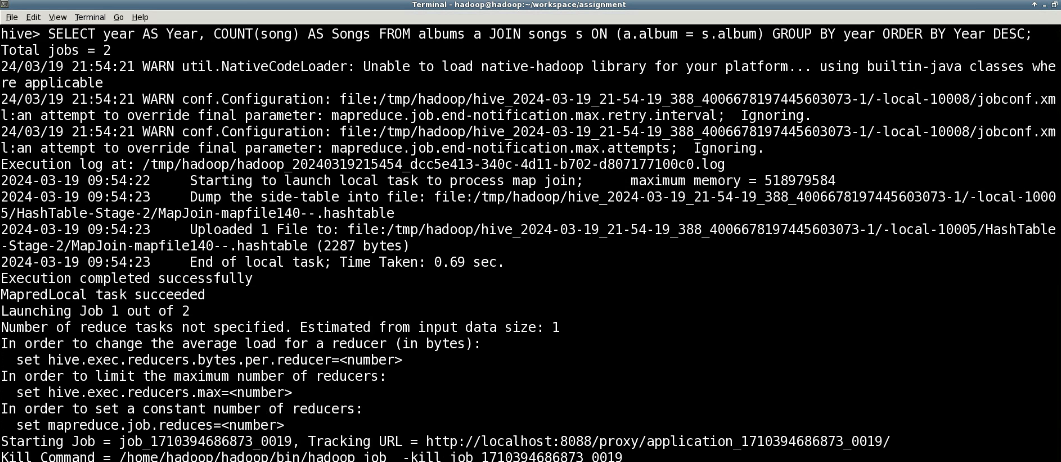 Terminal - hadoop@hadoop:~/workspace/assignment
File Edit View Terminal Go Help
hive> SELECT year AS Year, COUNT(song) AS Songs FROM albums a JOIN songs s ON (a.album = s.album) GROUP BY year ORDER BY Year DESC;
Total jobs = 2
24/03/19 21:54:21 WARN util.NativeCodeLoader: Unable to load native-hadoop library for your platform... using builtin-java classes whe
re applicable
24/03/19 21:54:21 WARN conf.Configuration: file:/tmp/hadoop/hive_2024-03-19_21-54-19_388_4006678197445603073-1/-local-10008/jobconf.xm
l:an attempt to override final parameter: mapreduce.job.end-notification.max.retry.interval;  Ignoring.
24/03/19 21:54:21 WARN conf.Configuration: file:/tmp/hadoop/hive_2024-03-19_21-54-19_388_4006678197445603073-1/-local-10008/jobconf.xm
l:an attempt to override final parameter: mapreduce.job.end-notification.max.attempts;  Ignoring.
Execution log at: /tmp/hadoop/hadoop_20240319215454_dcc5e413-340c-4d11-b702-d807177100c0.log
2024-03-19 09:54:22     Starting to launch local task to process map join;      maximum memory = 518979584
2024-03-19 09:54:23     Dump the side-table into file: file:/tmp/hadoop/hive_2024-03-19_21-54-19_388_4006678197445603073-1/-local-1000
5/HashTable-Stage-2/MapJoin-mapfile140--.hashtable
2024-03-19 09:54:23     Uploaded 1 File to: file:/tmp/hadoop/hive_2024-03-19_21-54-19_388_4006678197445603073-1/-local-10005/HashTable
-Stage-2/MapJoin-mapfile140--.hashtable (2287 bytes)
2024-03-19 09:54:23     End of local task; Time Taken: 0.69 sec.
Execution completed successfully
MapredLocal task succeeded
Launching Job 1 out of 2
Number of reduce tasks not specified. Estimated from input data size: 1
In order to change the average load for a reducer (in bytes):
  set hive.exec.reducers.bytes.per.reducer=<number>
In order to limit the maximum number of reducers:
  set hive.exec.reducers.max=<number>
In order to set a constant number of reducers:
  set mapreduce.job.reduces=<number>
Starting Job = job_1710394686873_0019, Tracking URL = http://localhost:8088/proxy/application_1710394686873_0019/
Kill Command = /home/hadoop/hadoop/bin/hadoop job  -kill job_1710394686873_0019